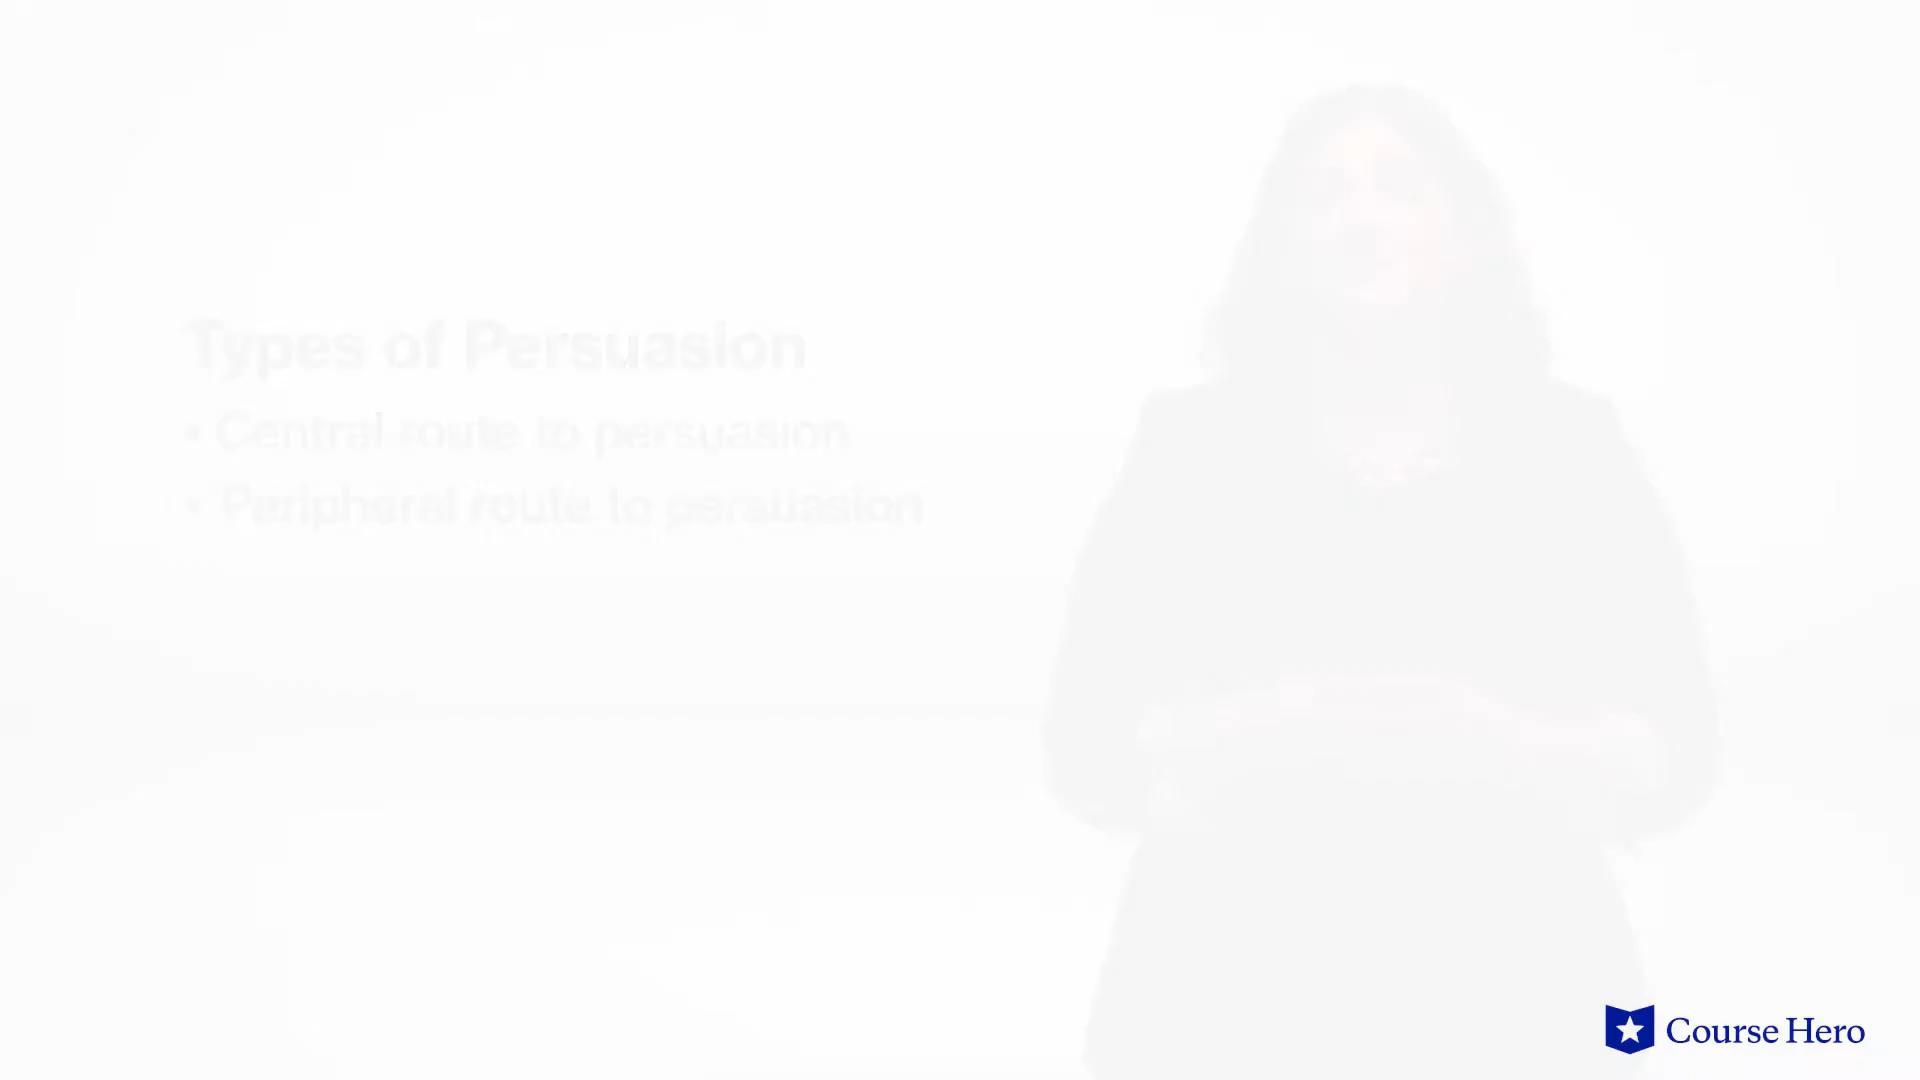 Types of Persuasion
• Central route to persuasion
• Peripheral route to persuasion
Course Hero